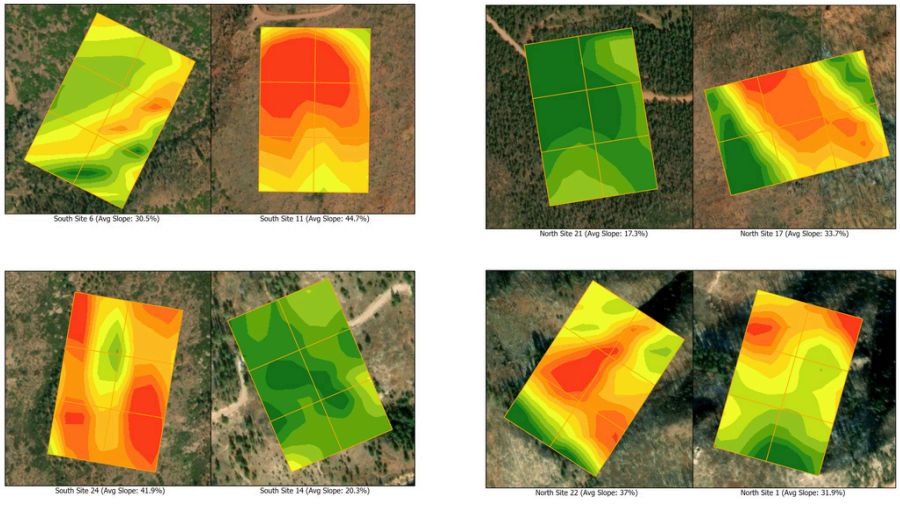 South Site 6 (Avg Slope: 30.5%)
South Site 11 (Avg Slope: 44.7%)
North Site 21 (Avg Slope: 17.3%)
North Site 17 (Avg Slope: 33.7%)
South Site 24 (Avg Slope: 41.9%)
South Site 14 (Avg Slope: 20.3%)
North Site 22 (Avg Slope: 37%)
North Site 1 (Avg Slope: 31.9%)